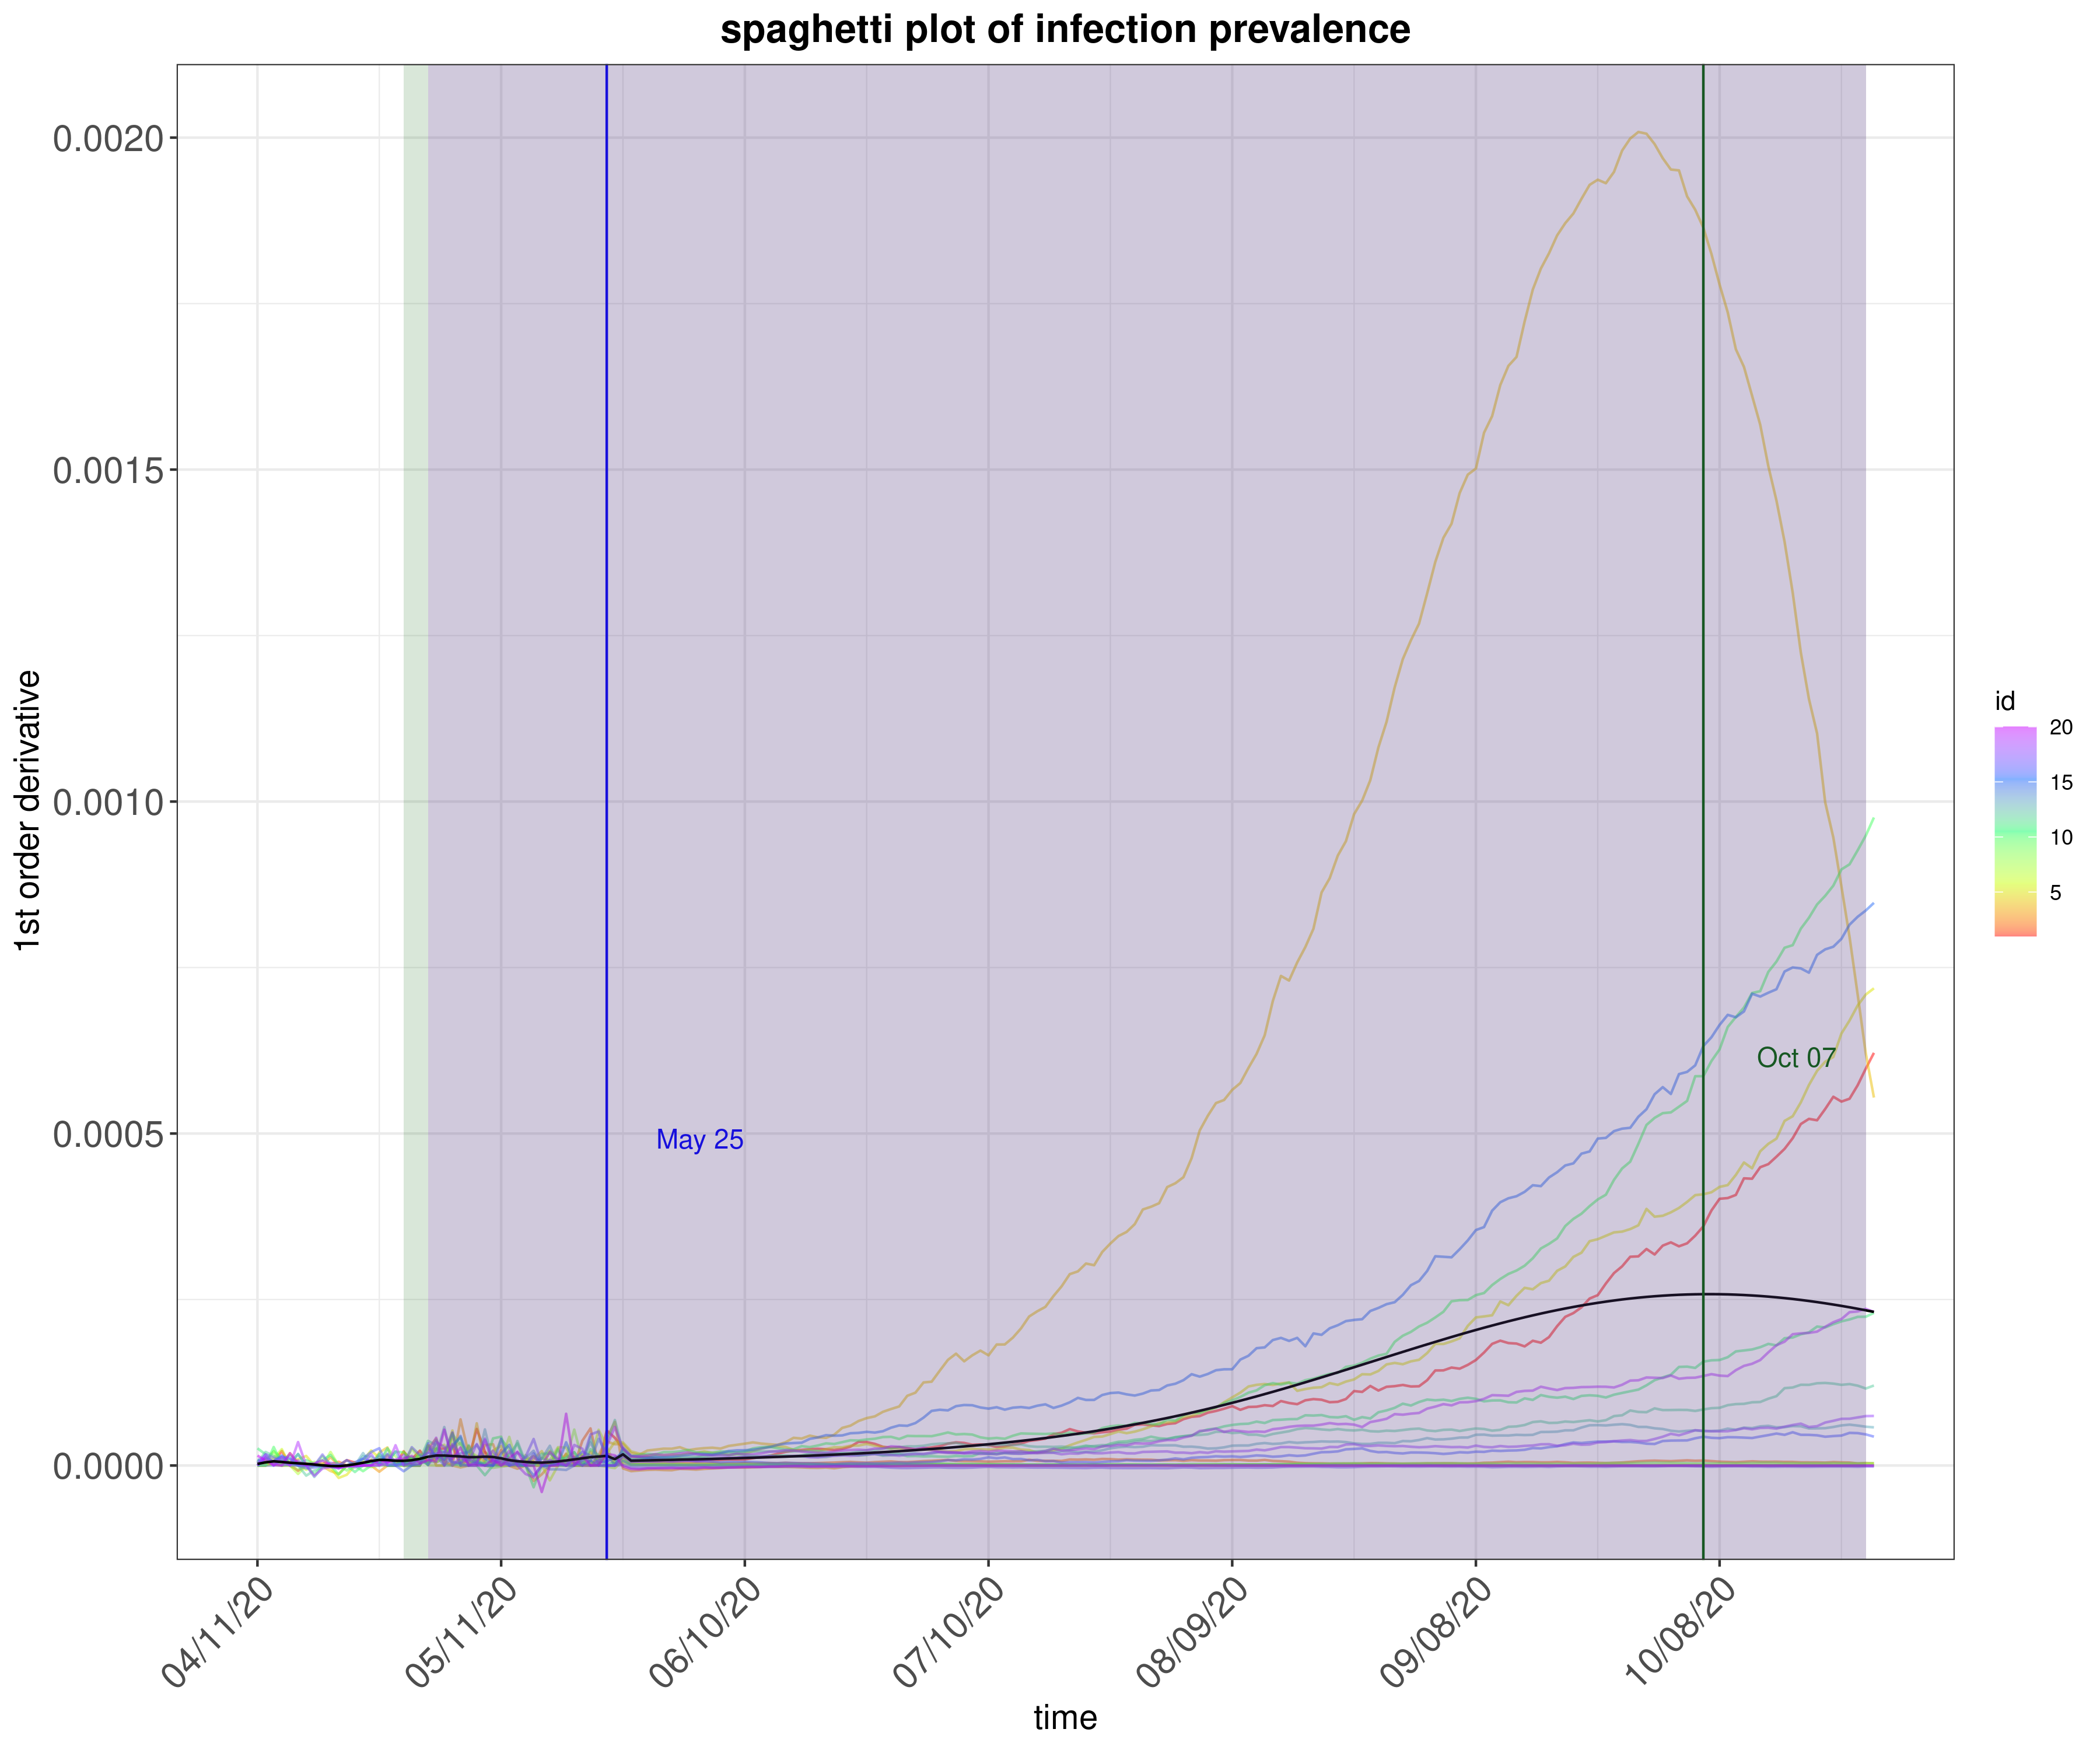 spaghetti plot of infection prevalence
1st order derivative
0.0020
0.0015
0.0010
0.0005
0.0000
May 25
Oct 07
id
20
15
10
5
04/11/20
05/11/20
06/10/20
07/10/20
08/09/20
09/08/20
10/08/20
time